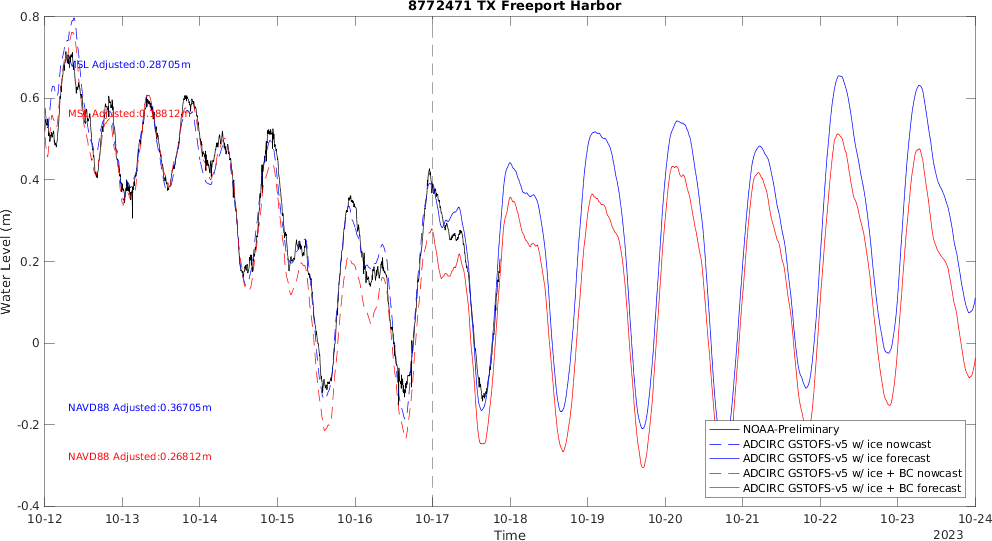 8772471 TX Freeport Harbor
0.8
0.6
0.4
0.2
0
-0.2
-0.4
Water Level (m)
MSL Adjusted:0.28705m
MSL Adjusted:0.18812m
NAVD88 Adjusted:0.36705m
NAVD88 Adjusted:0.26812m
NOAA-Preliminary
ADCIRC GSTOFS-v5 w/ ice nowcast
ADCIRC GSTOFS-v5 w/ ice forecast
ADCIRC GSTOFS-v5 w/ ice + BC nowcast
ADCIRC GSTOFS-v5 w/ ice + BC forecast
10-12 10-13 10-14 10-15 10-16 10-17 10-18 10-19 10-20 10-21 10-22 10-23 10-24
Time
2023